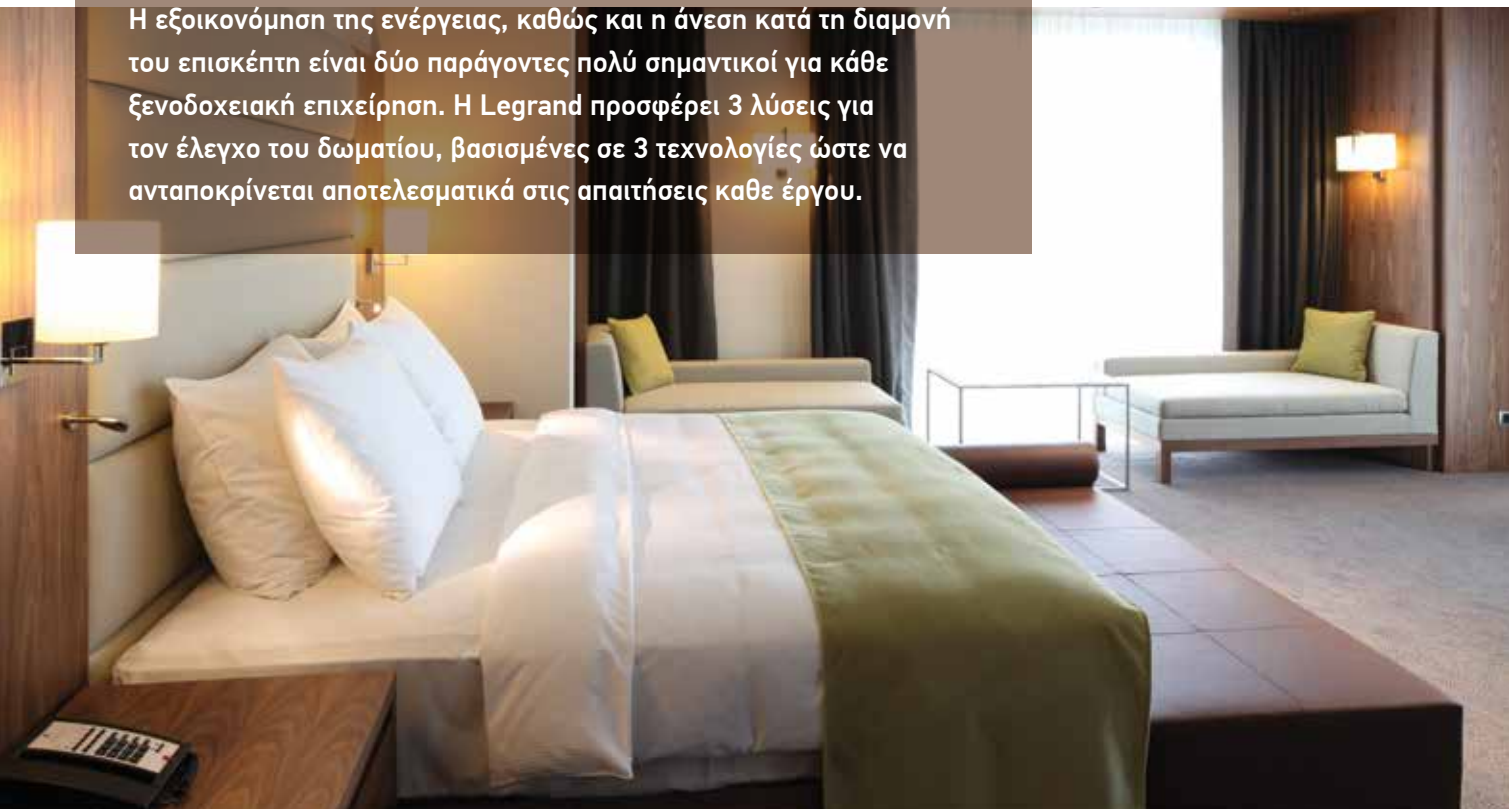 Η εξοικονόμηση της ενέργειας, καθώς και η άνεση κατά τη διαμονή
του επισκέπτη είναι δύο παράγοντες πολύ σημαντικοί για κάθε
ξενοδοχειακή επιχείρηση. Η Legrand προσφέρει 3 λύσεις για
τον έλεγχο του δωματίου, βασισμένες σε 3 τεχνολογίες ώστε να
ανταποκρίνεται αποτελεσματικά στις απαιτήσεις καθε έργου.